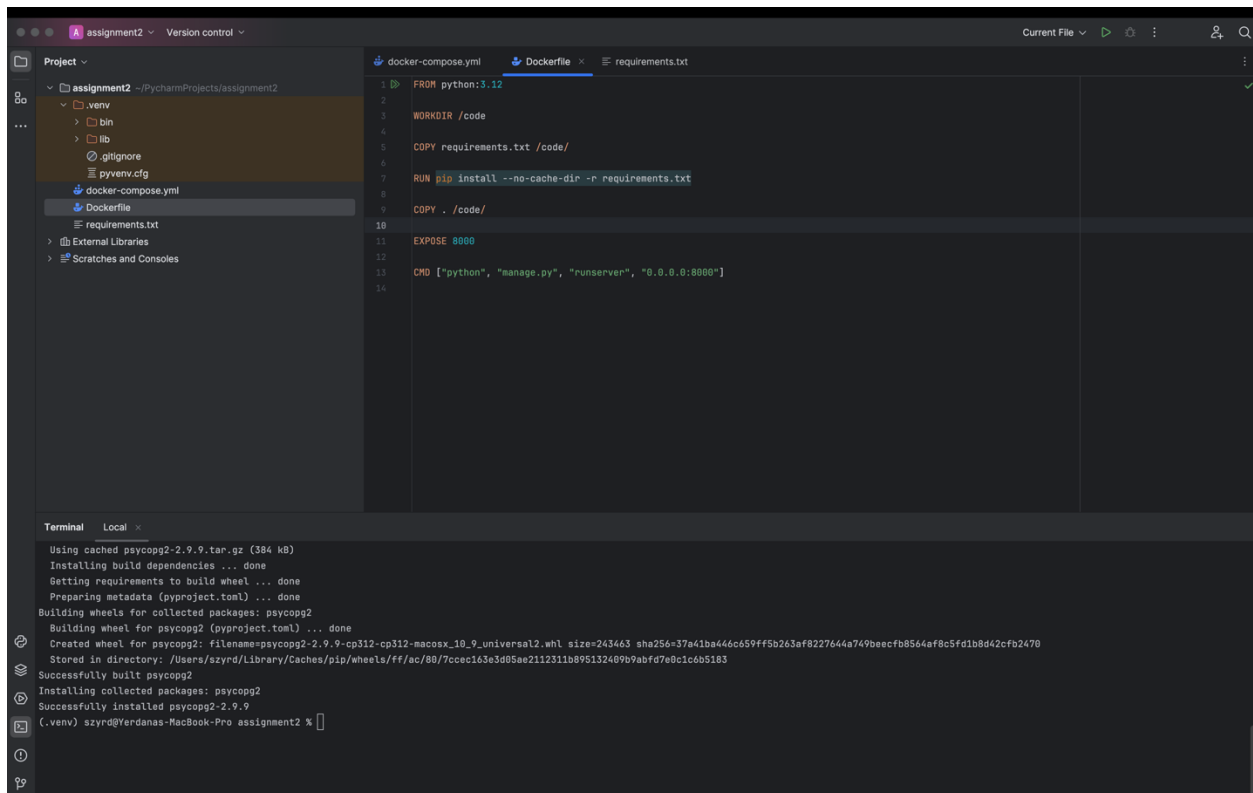 A assignment2 Version control Current File
Project
docker-compose.yml Dockerfile requirements.txt
assignment2 ~/PycharmProjects/assignment2
.venv
bin
lib
.gitignore
pyvenv.cfg
docker-compose.yml
Dockerfile
requirements.txt
External Libraries
Scratches and Consoles
1 FROM python:3.12
2
3 WORKDIR /code
4
5 COPY requirements.txt /code/
6
7 RUN pip install --no-cache-dir -r requirements.txt
8
9 COPY . /code/
10
11 EXPOSE 8000
12
13 CMD ["python", "manage.py", "runserver", "0.0.0.0:8000"]
14
Terminal Local
Using cached psycopg2-2.9.9.tar.gz (384 kB)
Installing build dependencies ... done
Getting requirements to build wheel ... done
Preparing metadata (pyproject.toml) ... done
Building wheels for collected packages: psycopg2
Building wheel for psycopg2 (pyproject.toml) ... done
Created wheel for psycopg2: filename=psycopg2-2.9.9-cp312-cp312-macosx_10_9_universal2.whl size=243463 sha256=37a41ba446c659ff5b263af8227644a749beecfb8564af8c5fd1b8d42cfb2470
Stored in directory: /Users/szyrd/Library/Caches/pip/wheels/ff/ac/80/7ccec163e3d05ae2112311b895132409b9abfd7e0c1c6b5183
Successfully built psycopg2
Installing collected packages: psycopg2
Successfully installed psycopg2-2.9.9
(.venv) szyrd@Yerdanas-MacBook-Pro assignment2 %